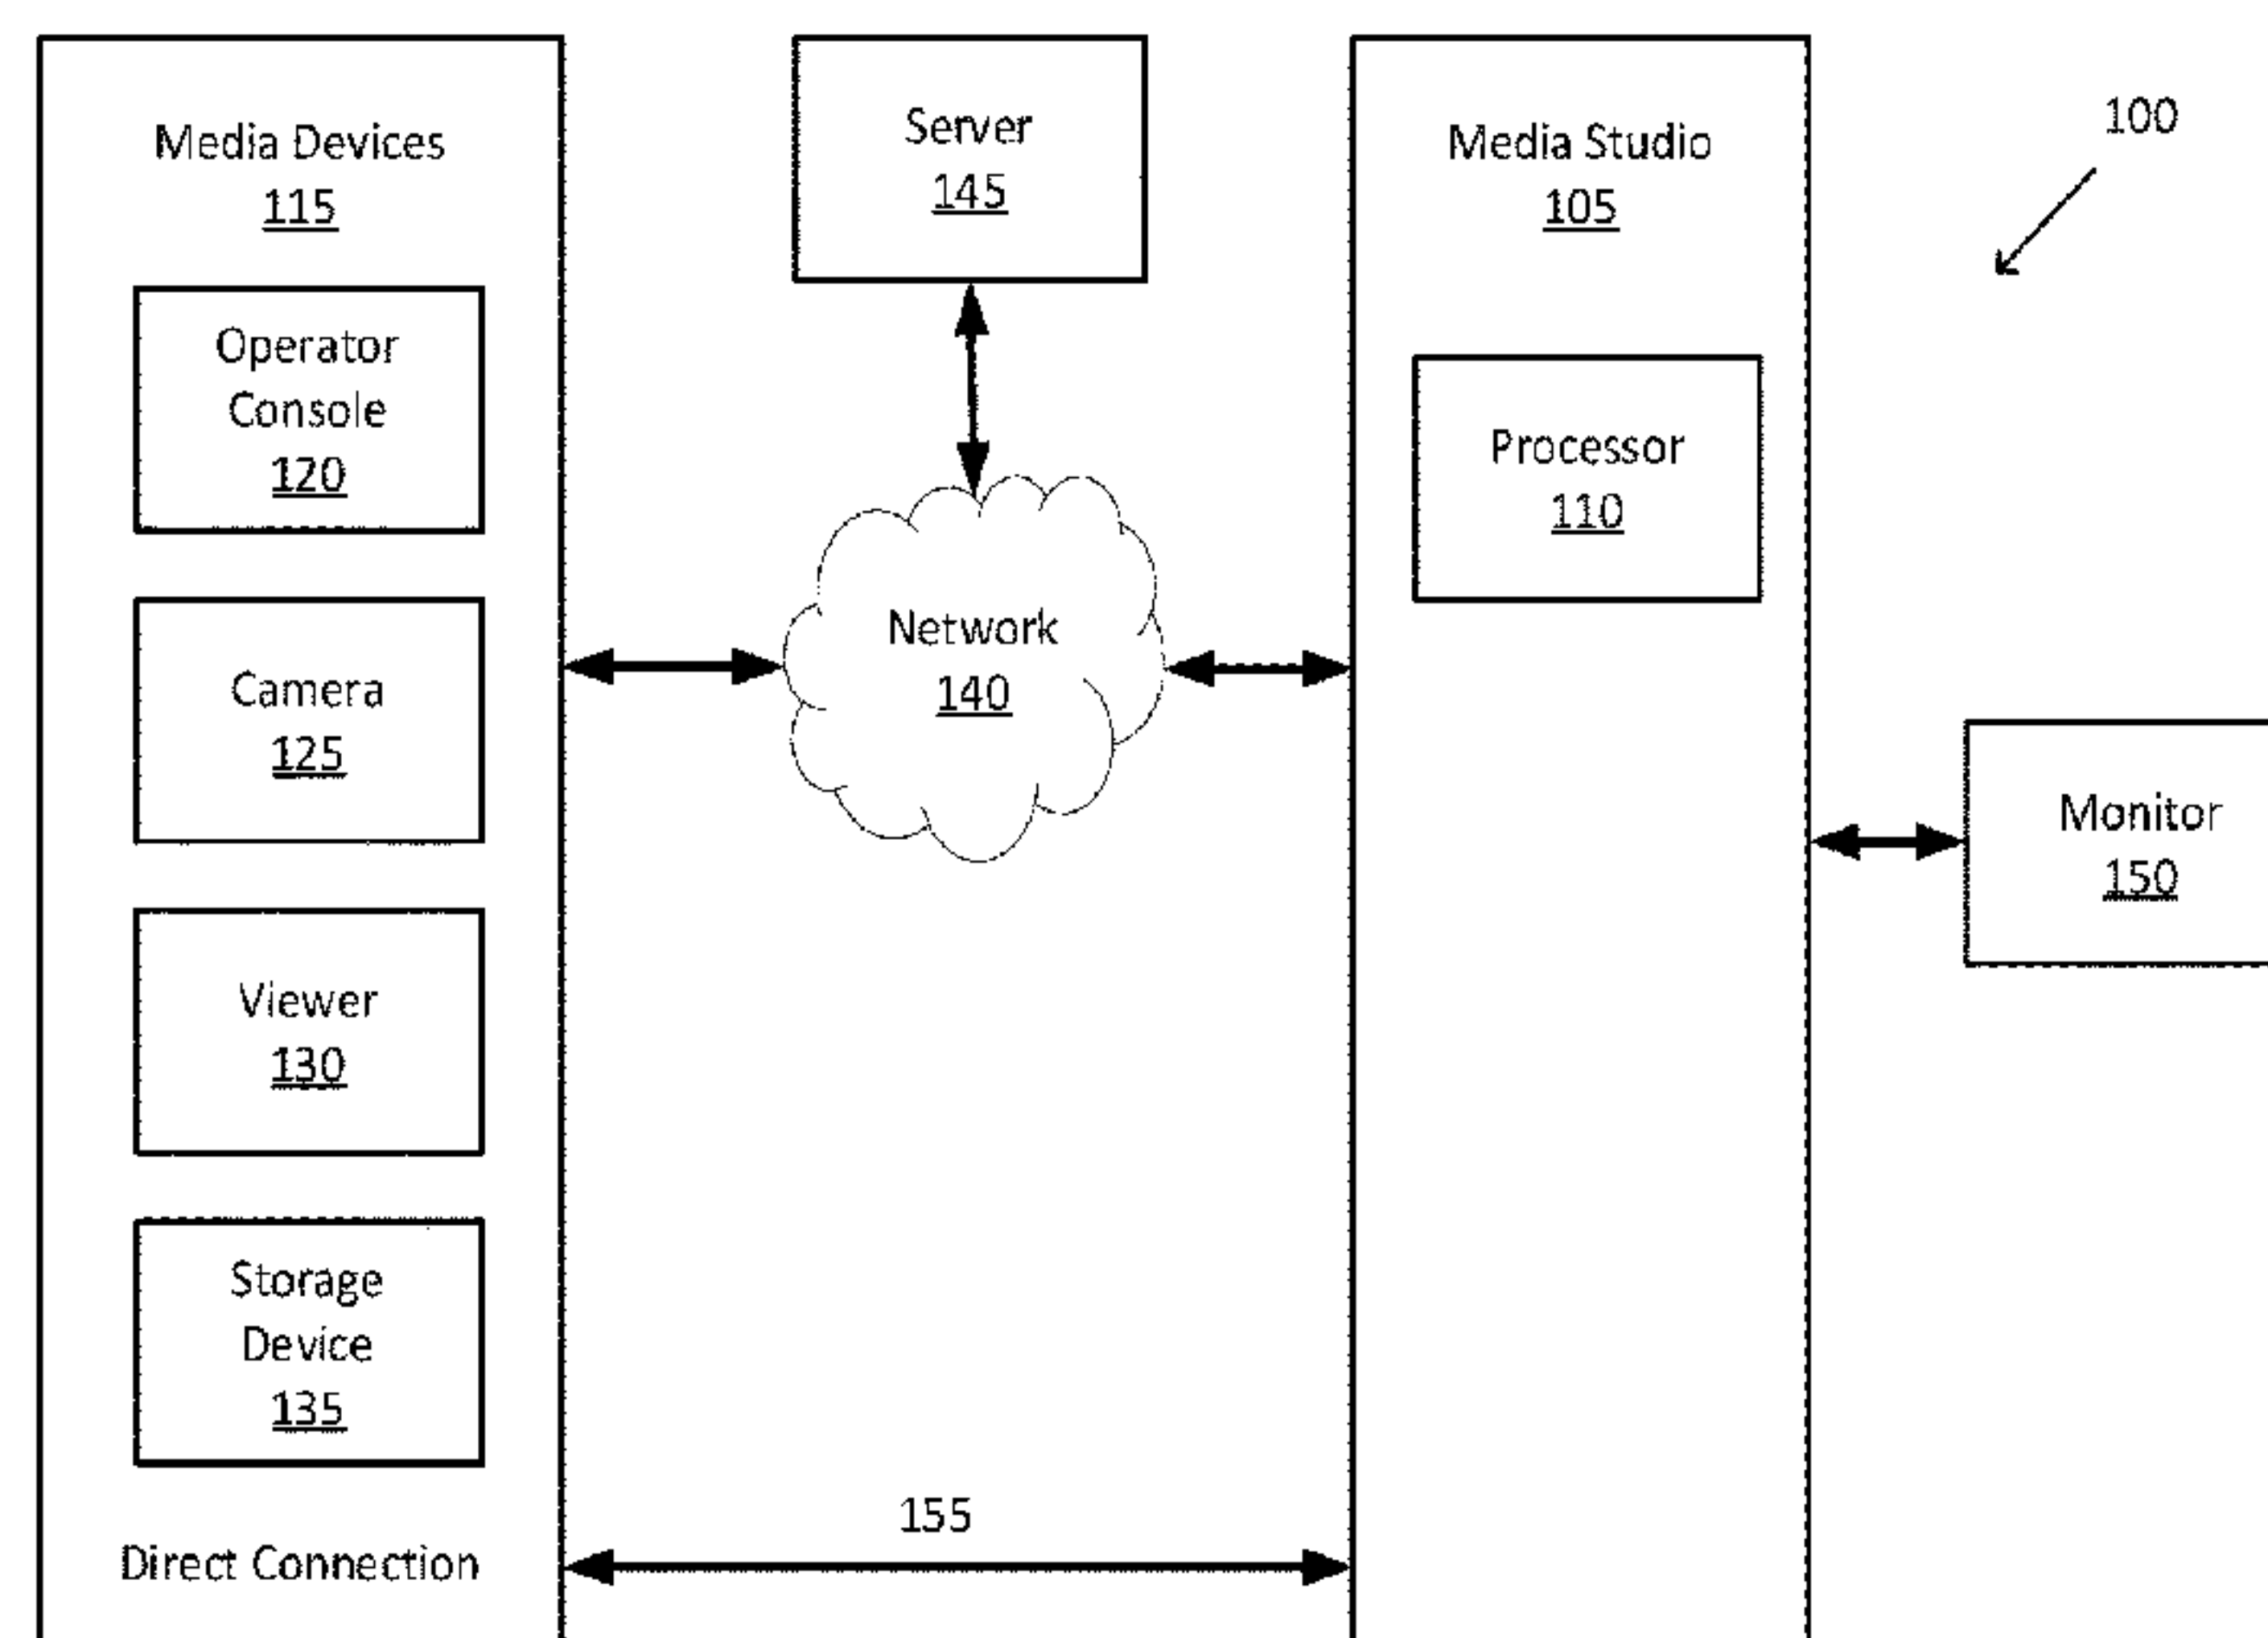 Media Devices
115
Operator
Console
120
Camera
125
Viewer
130
Storage
Device
135
Direct Connection
Server
145
Network
140
155
Media Studio
105
Processor
110
100
Monitor
150